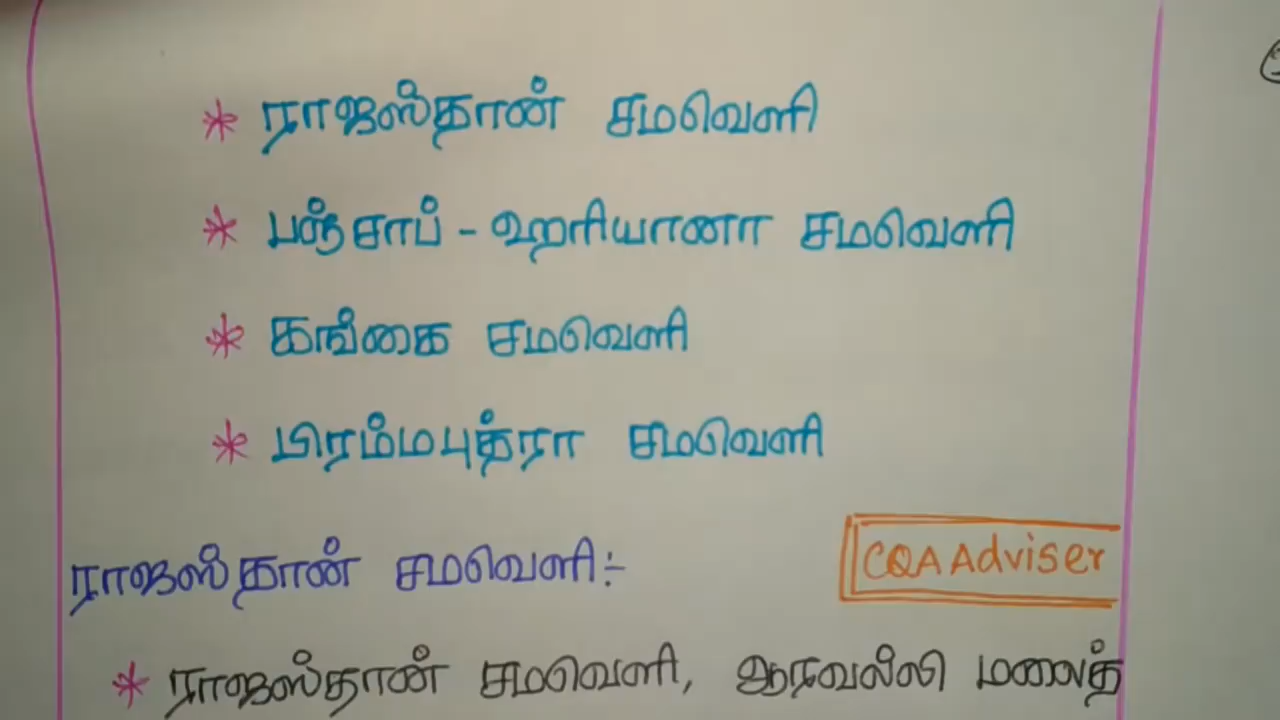 * ராஜஸ்தான் சமவெளி
* பஞ்சாப் - ஹரியானா சமவெளி
* கங்கை சமவெளி
* பிரம்மபுத்ரா சமவெளி
ராஜஸ்தான் சமவெளி :-
CQA Adviser
* ராஜஸ்தான் சமவெளி, ஆரவல்லி மலைத்